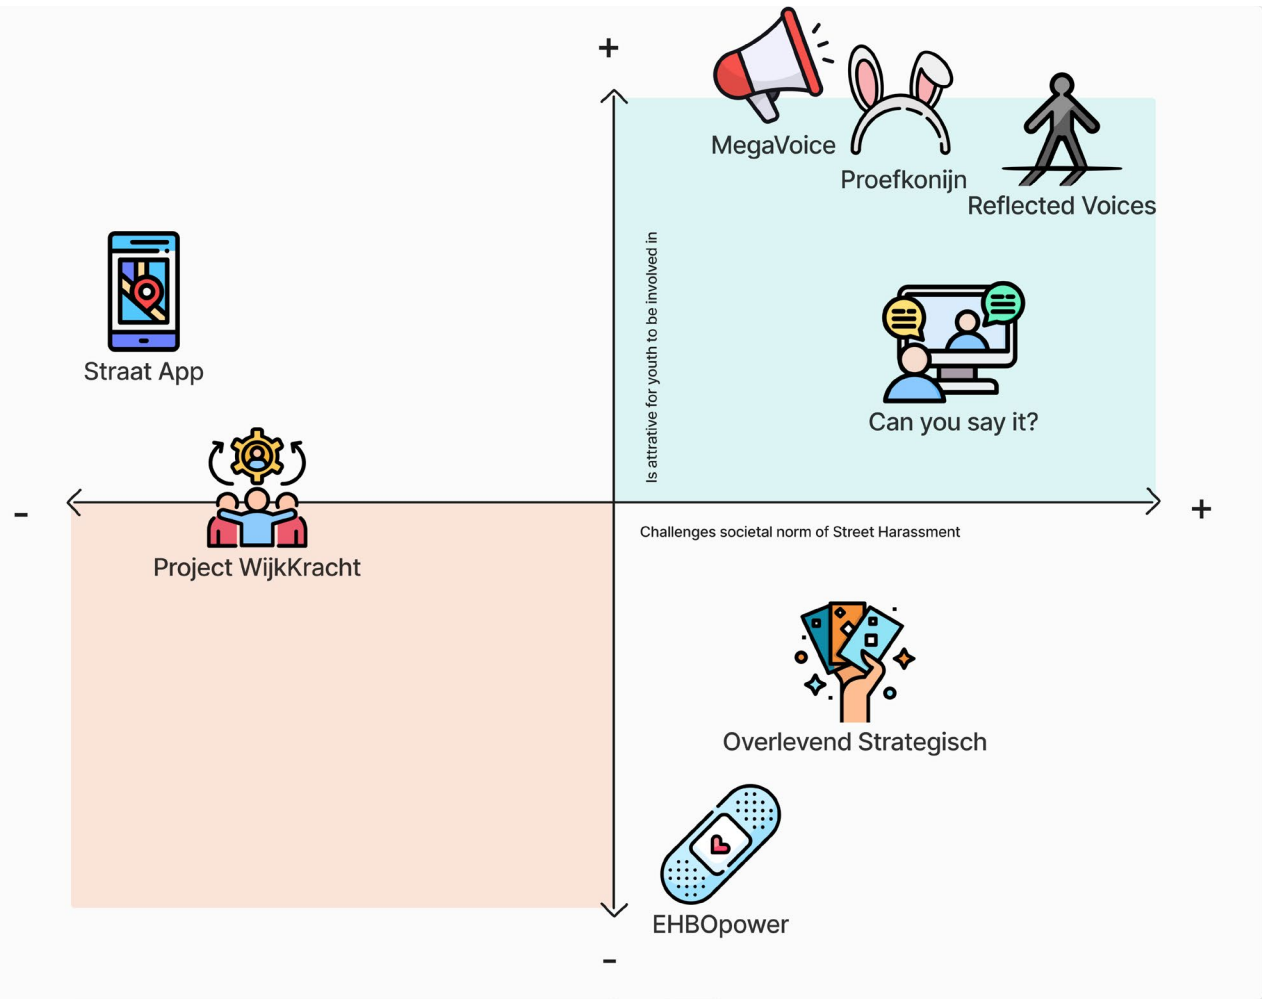 +
MegaVoice
Proefkonijn
Reflected Voices
Is attrative for youth to be involved in
Straat App
Can you say it?
-
+
Challenges societal norm of Street Harassment
Project WijkKracht
Overlevend Strategisch
EHBOpower
-